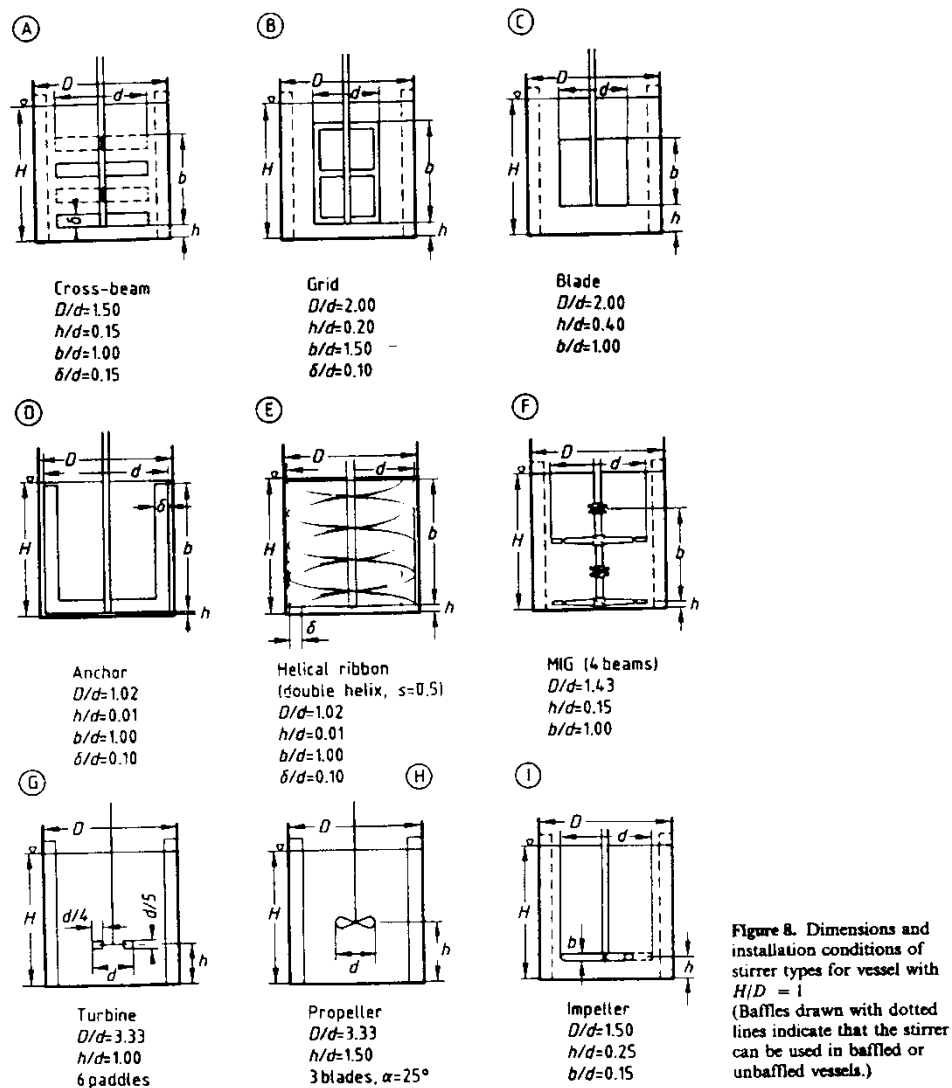 A
D
d
H
b
δ
h
Cross-beam
D/d=1.50
h/d=0.15
b/d=1.00
δ/d=0.15
B
D
d
H
b
h
Grid
D/d=2.00
h/d=0.20
b/d=1.50
δ/d=0.10
C
D
d
H
b
h
Blade
D/d=2.00
h/d=0.40
b/d=1.00
D
D
d
δ
H
b
h
Anchor
D/d=1.02
h/d=0.01
b/d=1.00
δ/d=0.10
E
D
d
H
b
h
δ
Helical ribbon
(double helix, s=0.5)
D/d=1.02
h/d=0.01
b/d=1.00
δ/d=0.10
F
D
d
H
b
h
MIG (4 beams)
D/d=1.43
h/d=0.15
b/d=1.00
G
D
H
d/4
d/5
d
h
Turbine
D/d=3.33
h/d=1.00
6 paddles
H
D
H
d
h
Propeller
D/d=3.33
h/d=1.50
3 blades, α=25°
I
D
d
H
b
h
Impeller
D/d=1.50
h/d=0.25
b/d=0.15
Figure 8. Dimensions and
installation conditions of
stirrer types for vessel with
H/D = 1
(Baffles drawn with dotted
lines indicate that the stirrer
can be used in baffled or
unbaffled vessels.)